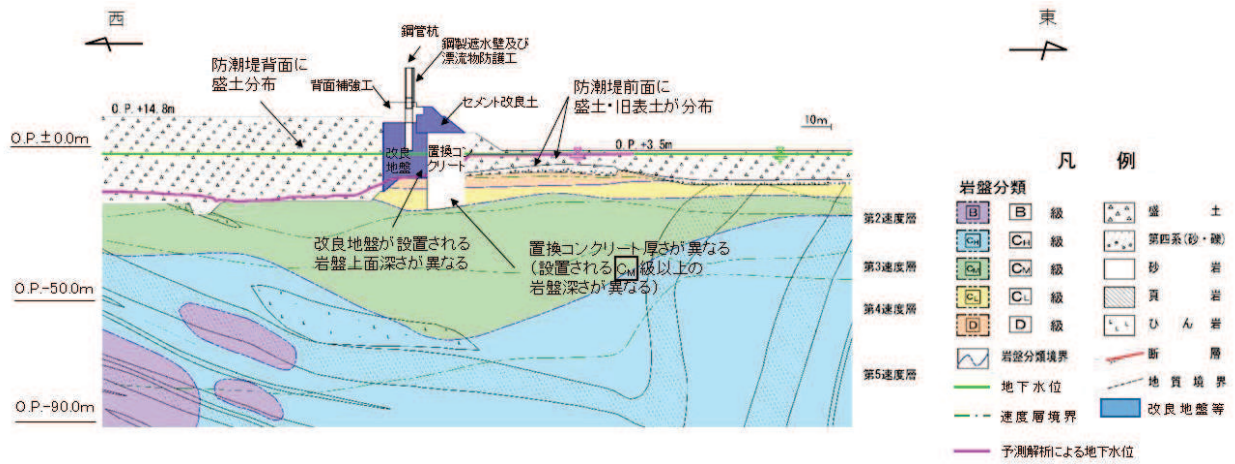 西
東
鋼管杭
鋼製遮水壁及び
漂流物防護工
防潮堤背面に
盛土分布
背面補強工
セメント改良土
防潮堤前面に
盛土・旧表土が分布
O.P.+14.8m
10m
O.P.±0.0m
O.P.+3.5m
改良
地盤
置換コン
クリート
改良地盤が設置される
岩盤上面深さが異なる
置換コンクリート厚さが異なる
(設置されるCM級以上の
岩盤深さが異なる)
O.P.-50.0m
O.P.-90.0m
第2速度層
第3速度層
第4速度層
第5速度層
凡 例
岩盤分類
B B 級
CH CH 級
CM CM 級
CL CL 級
D D 級
岩盤分類境界
地下水位
速度層境界
予測解析による地下水位
盛 土
第四系(砂・礫)
砂 岩
頁 岩
ひ ん 岩
断 層
地質境界
改良地盤等